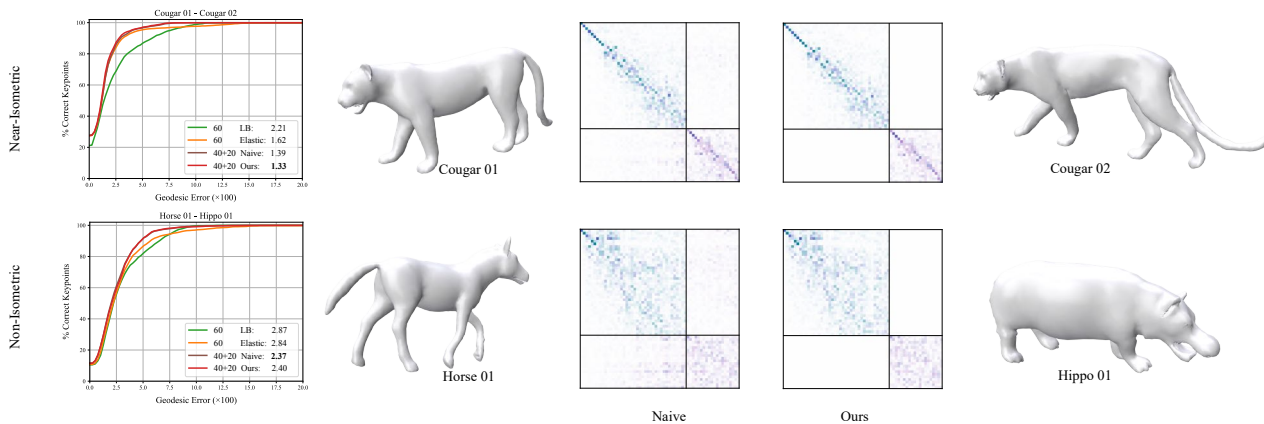 Near-Isometric
Cougar 01 - Cougar 02
% Correct Keypoints
100
80
60
40
20
0
60 LB: 2.21
60 Elastic: 1.62
40+20 Naive: 1.39
40+20 Ours: 1.33
0.0 2.5 5.0 7.5 10.0 12.5 15.0 17.5 20.0
Geodesic Error (×100)
Cougar 01
Cougar 02
Non-Isometric
Horse 01 - Hippo 01
% Correct Keypoints
100
80
60
40
20
0
60 LB: 2.87
60 Elastic: 2.84
40+20 Naive: 2.37
40+20 Ours: 2.40
0.0 2.5 5.0 7.5 10.0 12.5 15.0 17.5 20.0
Geodesic Error (×100)
Horse 01
Hippo 01
Naive
Ours